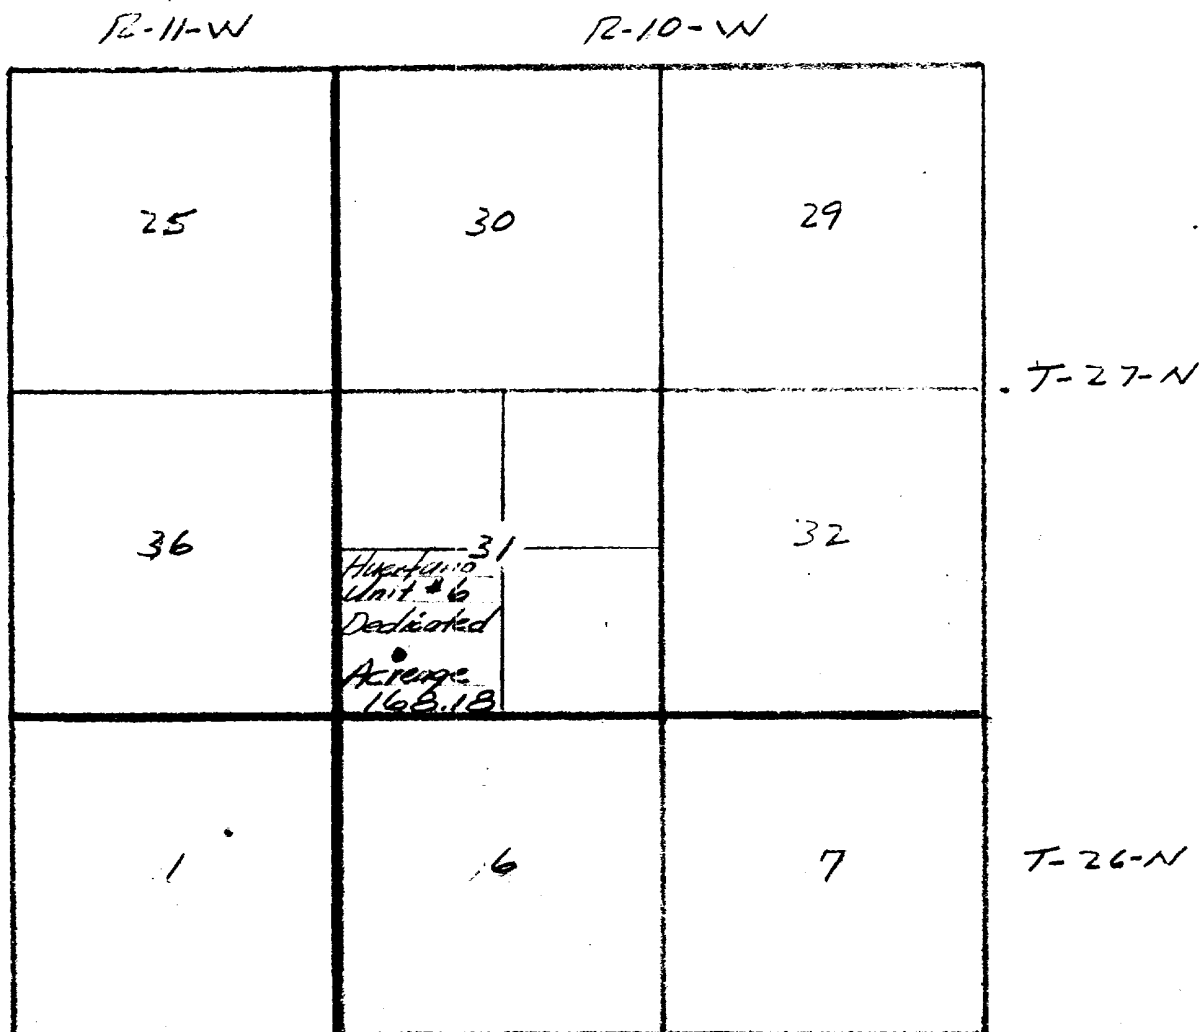 R-11-W R-10-W
25 30 29
T-27-N
36 31 32
Huerfano
Unit #6
Dedicated
Acreage
168.18
1 6 7
T-26-N